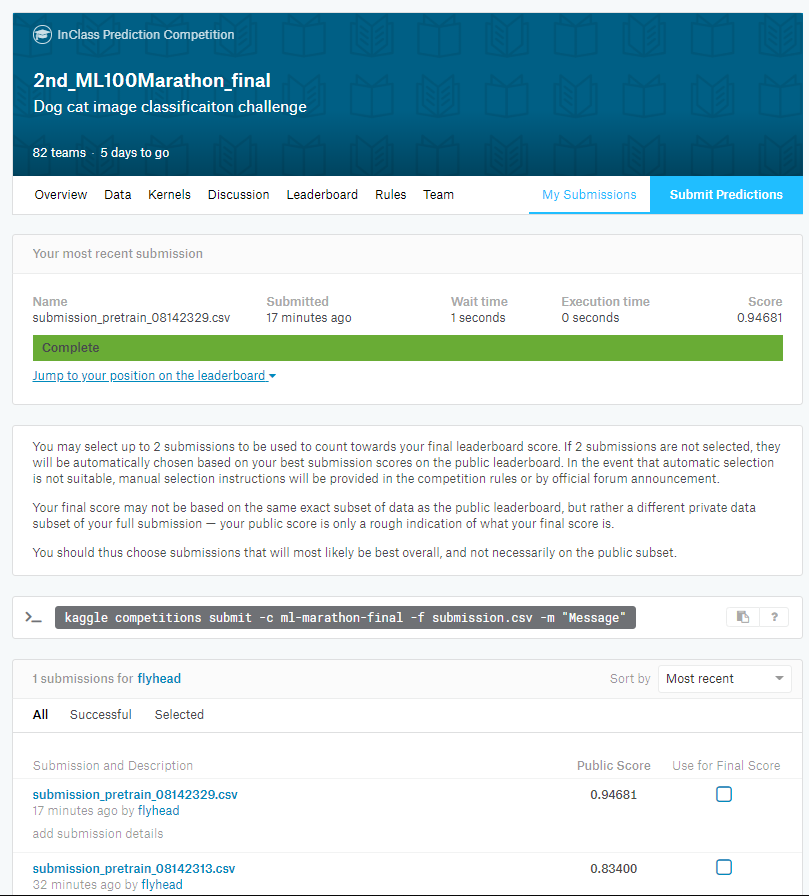 InClass Prediction Competition
2nd_ML100Marathon_final
Dog cat image classificaiton challenge
82 teams · 5 days to go
Overview Data Kernels Discussion Leaderboard Rules Team My Submissions Submit Predictions
Your most recent submission
Name Submitted Wait time Execution time Score
submission_pretrain_08142329.csv 17 minutes ago 1 seconds 0 seconds 0.94681
Complete
Jump to your position on the leaderboard
You may select up to 2 submissions to be used to count towards your final leaderboard score. If 2 submissions are not selected, they
will be automatically chosen based on your best submission scores on the public leaderboard. In the event that automatic selection
is not suitable, manual selection instructions will be provided in the competition rules or by official forum announcement.
Your final score may not be based on the same exact subset of data as the public leaderboard, but rather a different private data
subset of your full submission — your public score is only a rough indication of what your final score is.
You should thus choose submissions that will most likely be best overall, and not necessarily on the public subset.
>_ kaggle competitions submit -c ml-marathon-final -f submission.csv -m "Message" ?
1 submissions for flyhead Sort by Most recent
All Successful Selected
Submission and Description Public Score Use for Final Score
submission_pretrain_08142329.csv 0.94681
17 minutes ago by flyhead
add submission details
submission_pretrain_08142313.csv 0.83400
32 minutes ago by flyhead